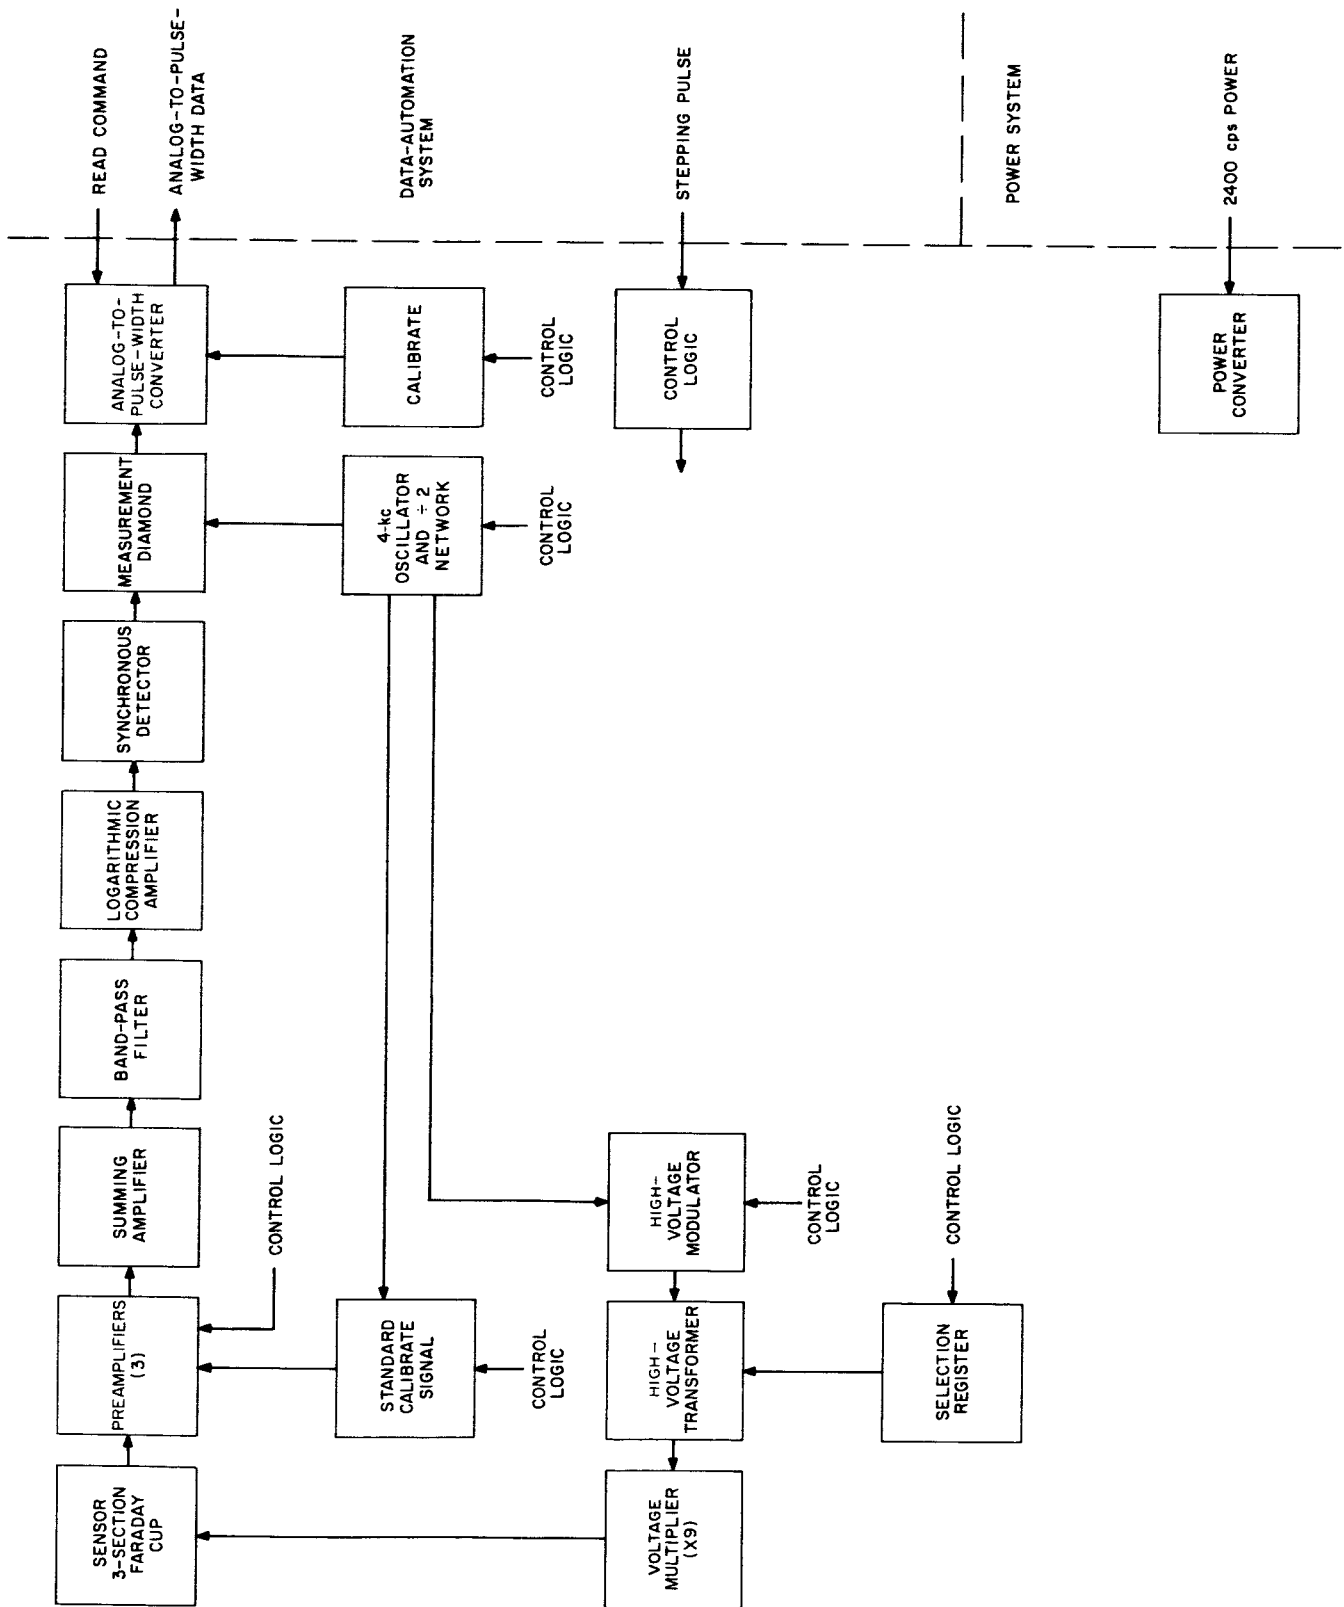 SENSOR
3-SECTION
FARADAY
CUP
PREAMPLIFIERS
(3)
SUMMING
AMPLIFIER
BAND-PASS
FILTER
LOGARITHMIC
COMPRESSION
AMPLIFIER
SYNCHRONOUS
DETECTOR
MEASUREMENT
DIAMOND
ANALOG-TO-
PULSE-WIDTH
CONVERTER
READ COMMAND
ANALOG-TO-PULSE-
WIDTH DATA
CONTROL LOGIC
STANDARD
CALIBRATE
SIGNAL
CONTROL
LOGIC
4-kc
OSCILLATOR
AND ÷ 2
NETWORK
CONTROL
LOGIC
CALIBRATE
CONTROL
LOGIC
DATA-AUTOMATION
SYSTEM
VOLTAGE
MULTIPLIER
(X9)
HIGH-
VOLTAGE
TRANSFORMER
HIGH-
VOLTAGE
MODULATOR
CONTROL
LOGIC
CONTROL
LOGIC
STEPPING PULSE
SELECTION
REGISTER
CONTROL LOGIC
POWER SYSTEM
POWER
CONVERTER
2400 cps POWER